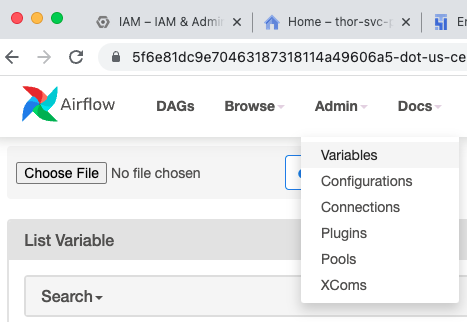 IAM – IAM & Admi
Home – thor-svc-p
Er
5f6e81dc9e70463187318114a49606a5-dot-us-ce
Airflow DAGs Browse Admin Docs
Choose File No file chosen
Variables
Configurations
Connections
Plugins
Pools
XComs
List Variable
Search